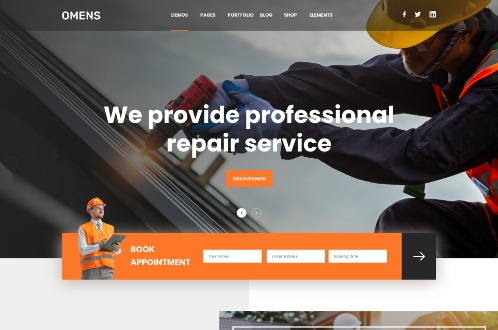 OMENS
DEMOS PAGES PORTFOLIO BLOG SHOP ELEMENTS
We provide professional
repair service
DISCOVER NOW
BOOK
APPOINTMENT
Your Name
Email Address
Booking Date